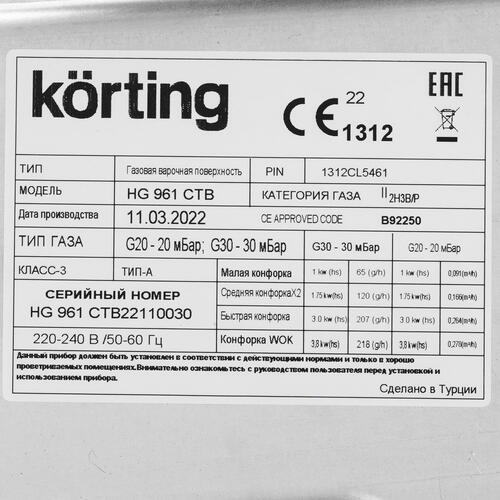 körting
CE 22 1312
EAC
ТИП Газовая варочная поверхность PIN 1312CL5461
МОДЕЛЬ HG 961 CTB КАТЕГОРИЯ ГАЗА II2H3B/P
Дата производства 11.03.2022 CE APPROVED CODE B92250
ТИП ГАЗА G20 - 20 мБар; G30 - 30 мБар G30 - 30 мБар G20 - 20 мБар
КЛАСС-3 ТИП-А Малая конфорка 1 kw (hs) 65 (g/h) 1 kw (hs) 0,091(m³/h)
СЕРИЙНЫЙ НОМЕР Средняя конфоркаX2 1.75 kw(hs) 120 (g/h) 1.75 kw(hs) 0,166(m³/h)
HG 961 CTB22110030 Быстрая конфорка 3.0 kw (hs) 207 (g/h) 3.0 kw (hs) 0,264(m³/h)
220-240 В /50-60 Гц Конфорка WOK 3,8 kw(hs) 218 (g/h) 3,8 kw(hs) 0,278(m³/h)
Данный прибор должен быть установлен в соответствии с действующими нормами и только в хорошо
проветриваемых помещениях. Внимательно ознакомьтесь с руководством пользователя перед установкой и
использованием прибора.
Сделано в Турции